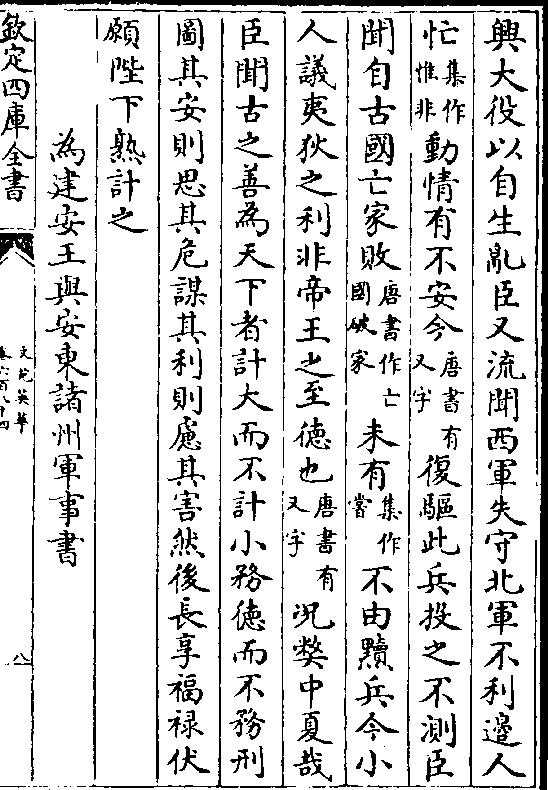 興大役以自生亂臣又流聞西軍失守北軍不利邊人
忙集作惟非動情有不安今唐書有又字復驅此兵投之不測臣
聞自古國亡家敗唐書作亡國破家未有集作嘗不由黷兵今小
人議夷狄之利非帝王之至德也唐書有又字況弊中夏哉
臣聞古之善為天下者計大而不計小務德而不務刑
圖其安則思其危謀其利則慮其害然後長享福祿伏
願陛下熟計之
為建安王與安東諸州軍事書
欽定四庫全書
文苑英華
卷六百八十四
八